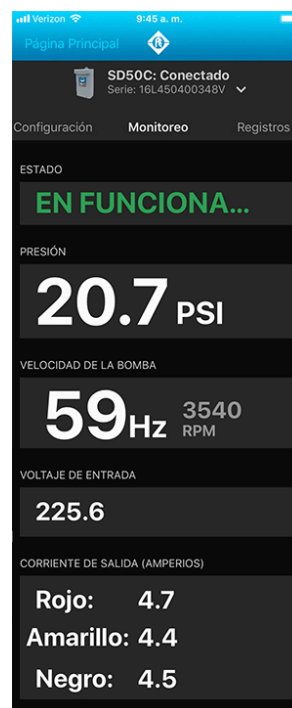 Verizon 9:45 a. m.
Página Principal
SD50C: Conectado
Serie: 16L450400348V
Configuración Monitoreo Registros
ESTADO
EN FUNCIONA...
PRESIÓN
20.7 PSI
VELOCIDAD DE LA BOMBA
59 Hz 3540 RPM
VOLTAJE DE ENTRADA
225.6
CORRIENTE DE SALIDA (AMPERIOS)
Rojo: 4.7
Amarillo: 4.4
Negro: 4.5